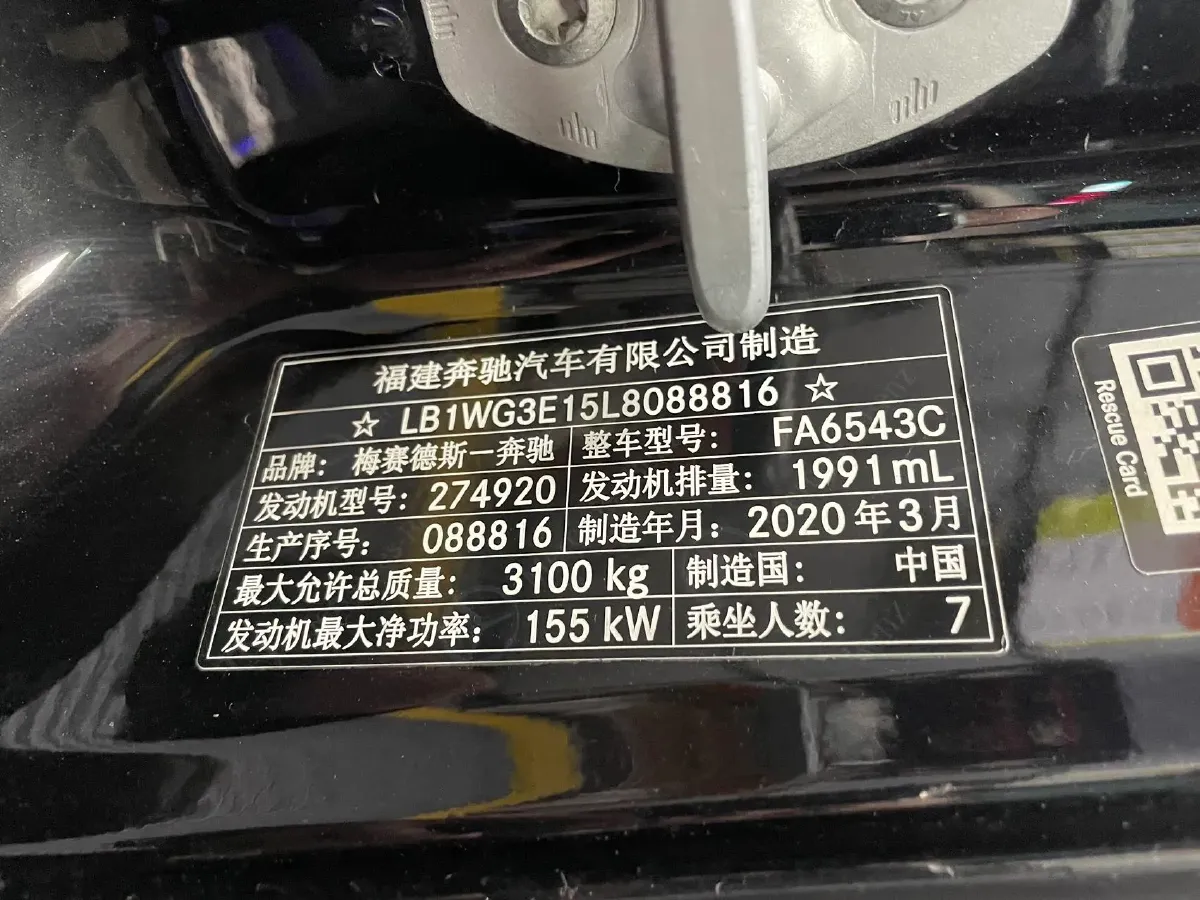 福建奔驰汽车有限公司制造
☆ LB1WG3E15L8088816 ☆
品牌：梅赛德斯一奔驰 整车型号：FA6543C
发动机型号：274920 发动机排量：1991mL
生产序号：088816 制造年月：2020年3月
最大允许总质量：3100 kg 制造国：中国
发动机最大净功率：155 kW 乘坐人数：7
Rescue Card